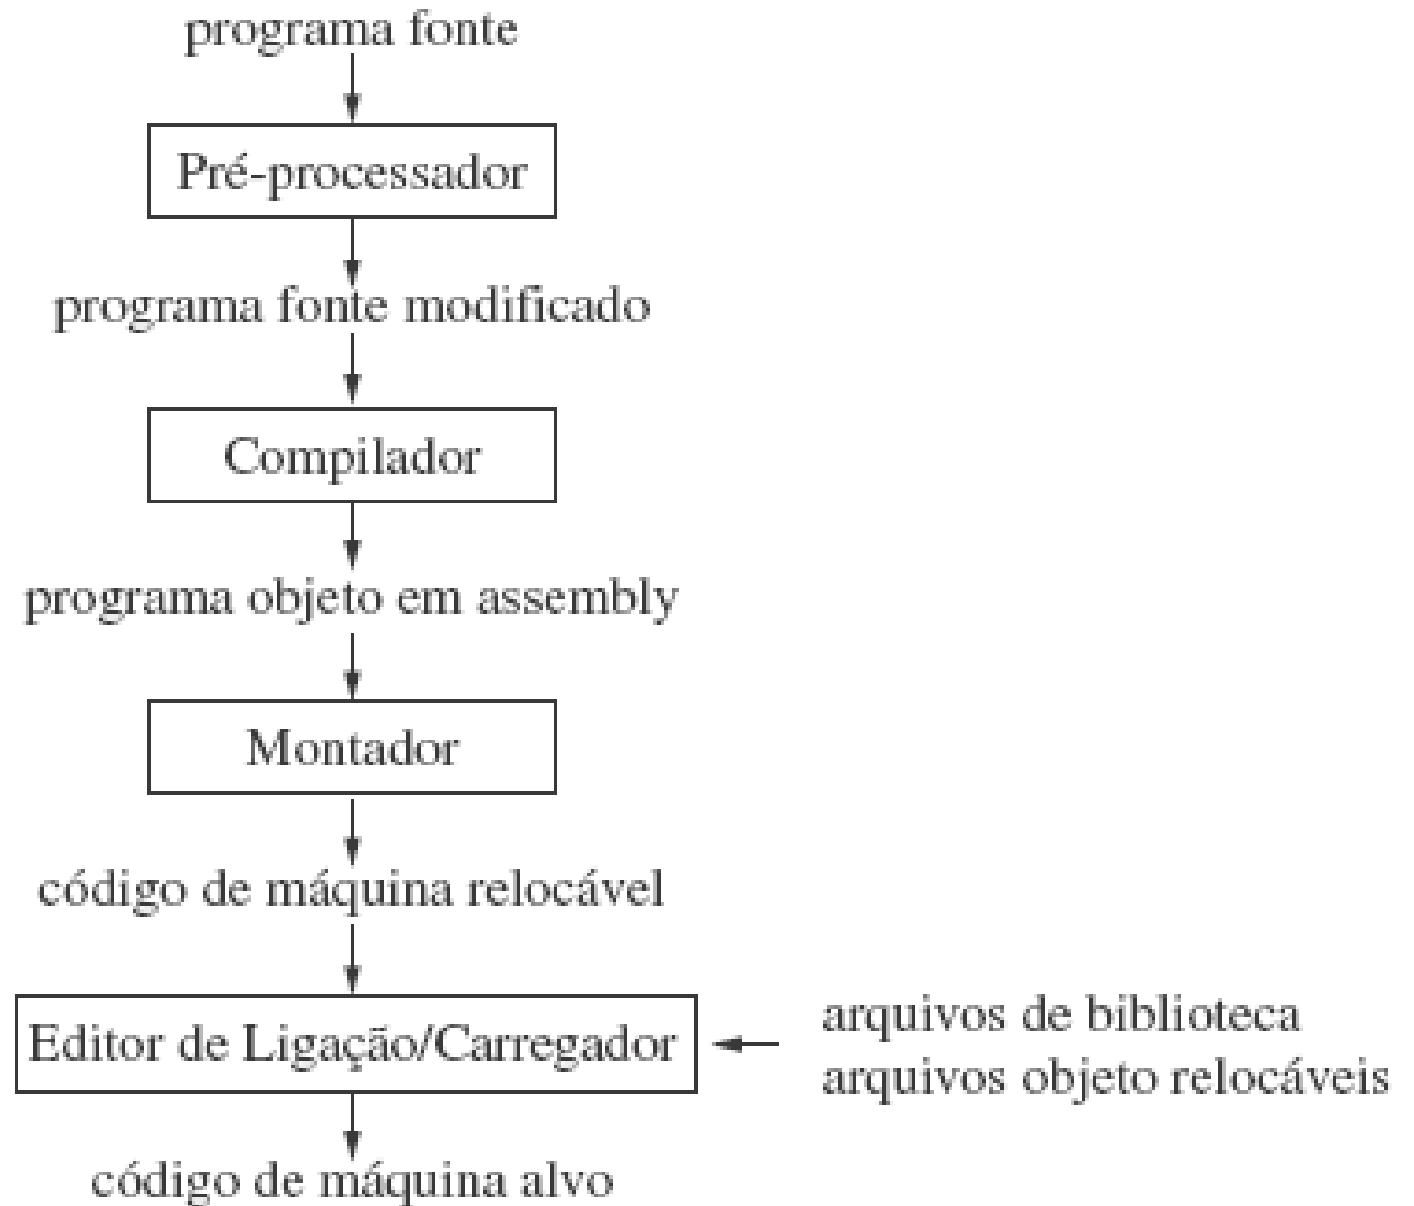 programa fonte
Pré-processador
programa fonte modificado
Compilador
programa objeto em assembly
Montador
código de máquina relocável
Editor de Ligação/Carregador
arquivos de biblioteca
arquivos objeto relocáveis
código de máquina alvo